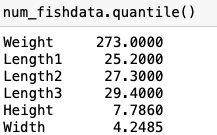 num_fishdata.quantile()
Weight 273.0000
Length1 25.2000
Length2 27.3000
Length3 29.4000
Height 7.7860
Width 4.2485